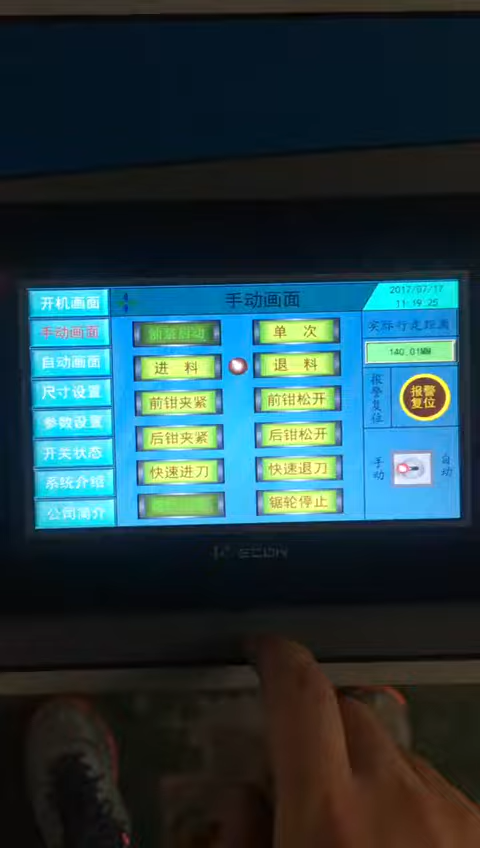 开机画面
手动画面
自动画面
尺寸设置
参数设置
开关状态
系统介绍
公司简介
手动画面
2017/07/17
11:19:25
油泵启动
单 次
进 料
退 料
前钳夹紧
前钳松开
后钳夹紧
后钳松开
快速进刀
快速退刀
锯轮停止
实际行走距离
140.01MM
报警复位
报警
复位
手动
自动